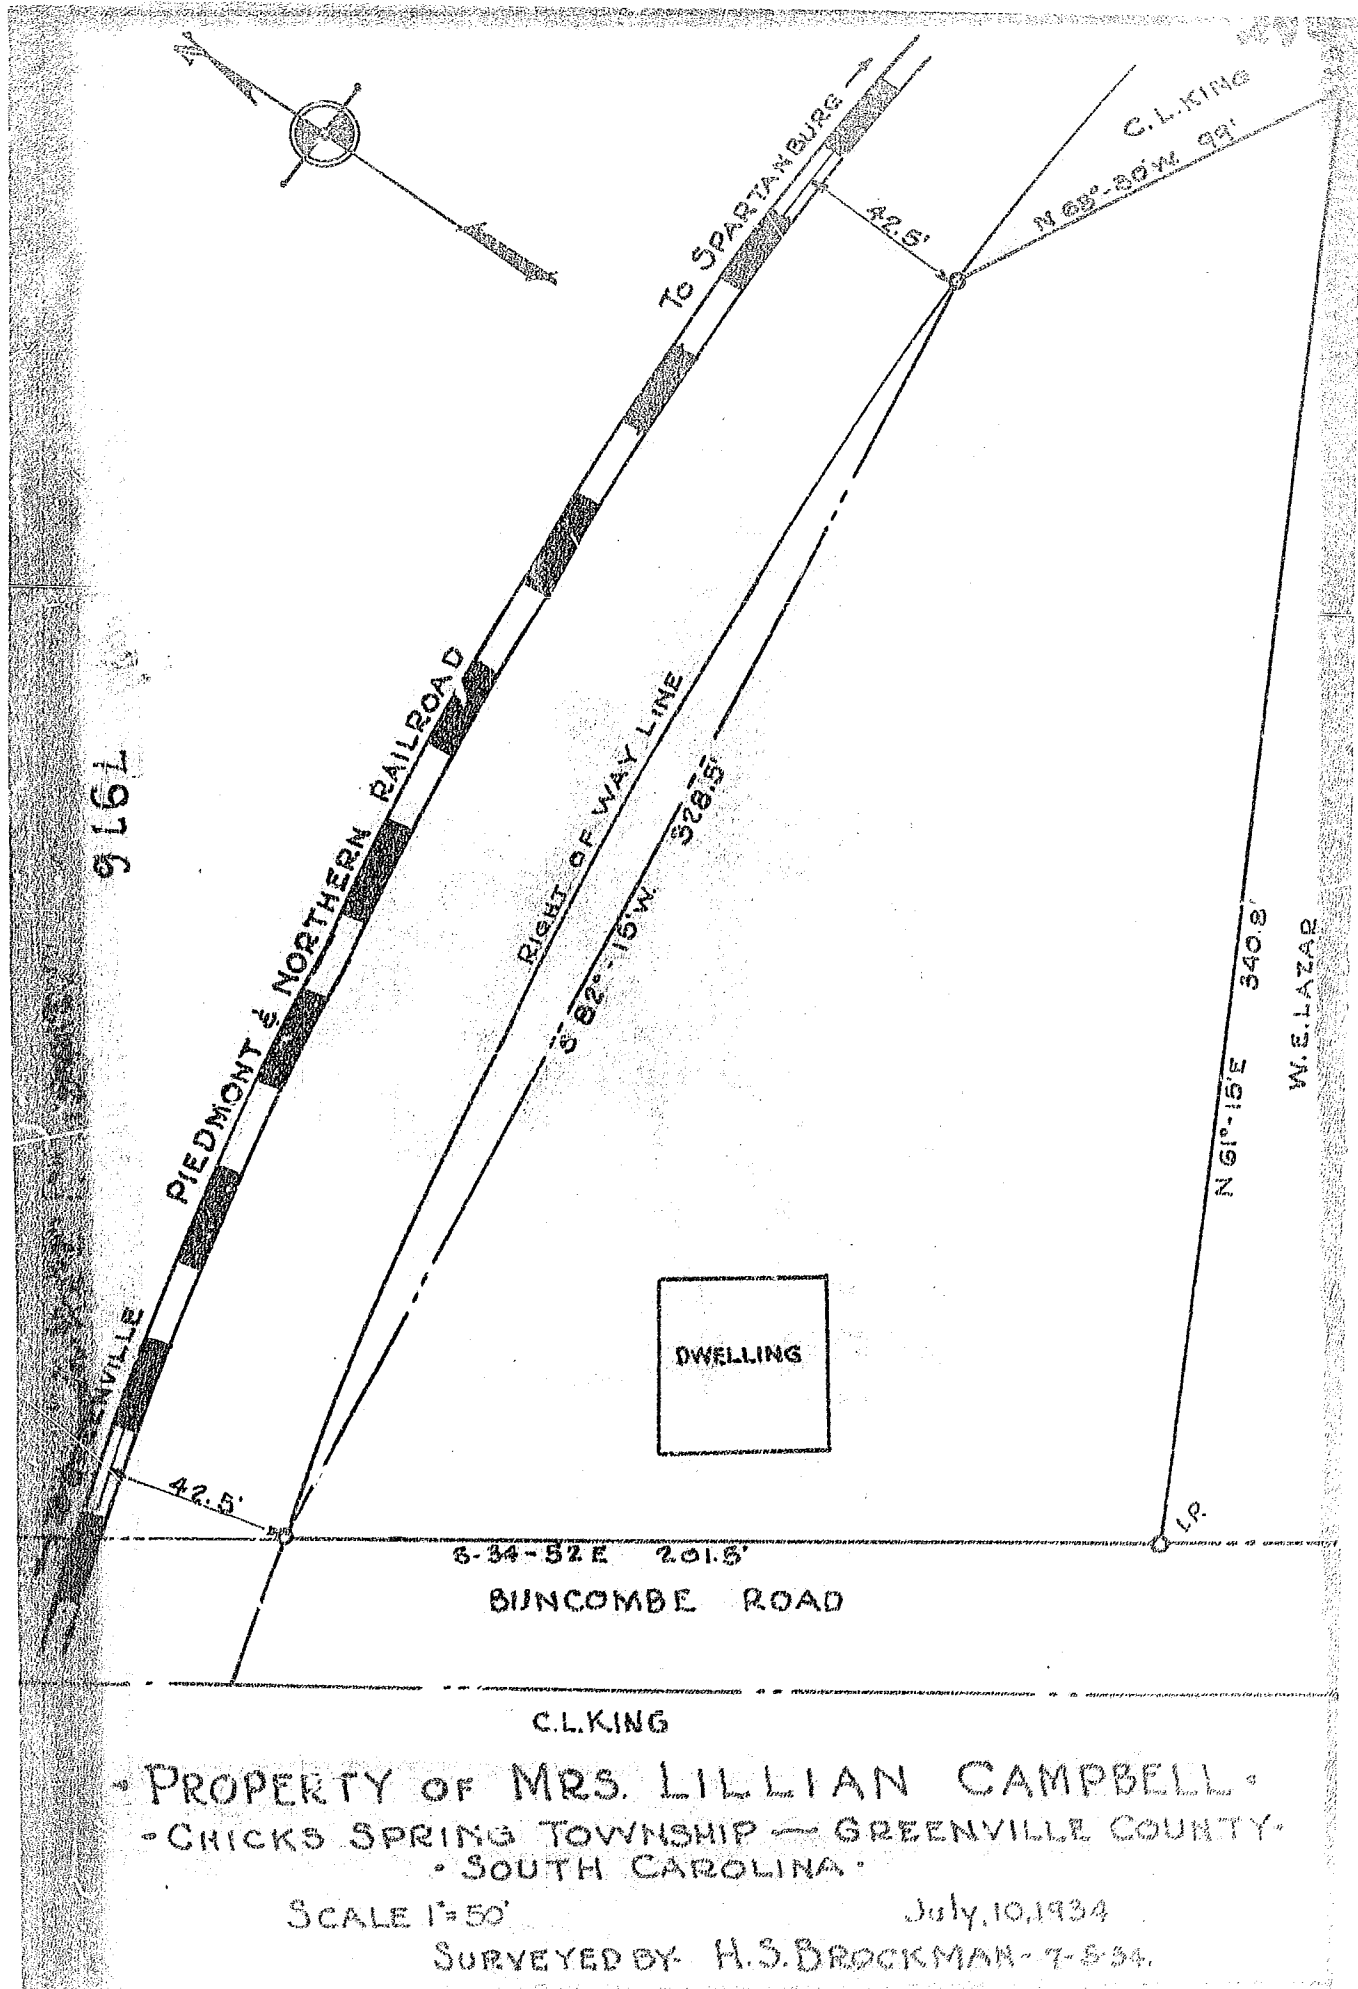 N
C.L.KING
N 68°-30'W 99'
TO SPARTANBURG
42.5'
PIEDMONT & NORTHERN RAILROAD
RIGHT OF WAY LINE
S 82°-15'W. 328.5'
7976
N 61°-15'E 340.8'
W.E.LAZAR
DWELLING
ENVILLE
42.5'
I.P.
S-34-52 E 201.5'
BUNCOMBE ROAD
C.L.KING
·PROPERTY OF MRS. LILLIAN CAMPBELL·
·CHICKS SPRING TOWNSHIP — GREENVILLE COUNTY·
·SOUTH CAROLINA·
SCALE 1"=50'
July,10,1934
SURVEYED BY- H.S.BROCKMAN- 7-5-34.